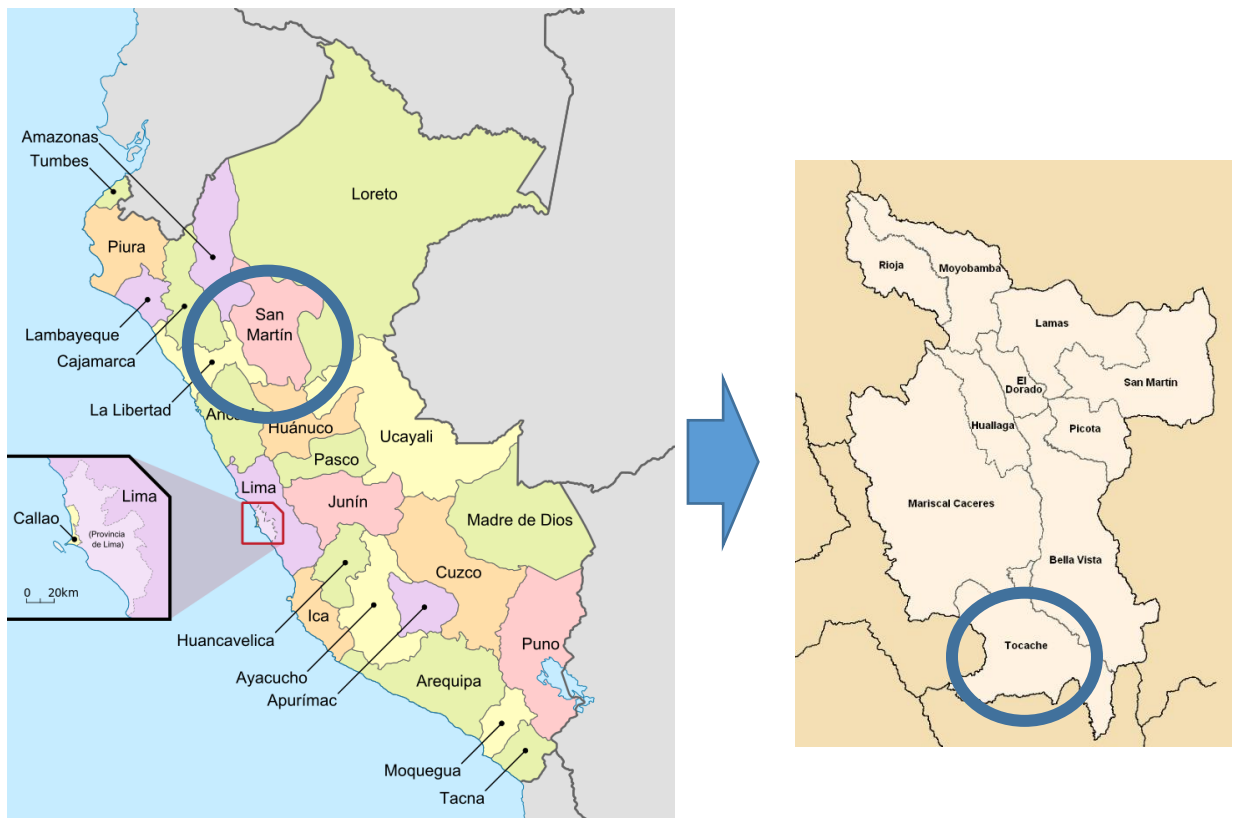 Amazonas
Tumbes
Loreto
Piura
San
Martín
Lambayeque
Cajamarca
La Libertad
Huánuco
Ucayali
Pasco
Lima
Junín
Madre de Dios
Lima
Callao
(Provincia
de Lima)
0 20km
Cuzco
Ica
Huancavelica
Puno
Ayacucho
Apurímac
Arequipa
Moquegua
Tacna
Rioja
Moyobamba
Lamas
El
Dorado
San Martín
Huallaga
Picota
Mariscal Caceres
Bella Vista
Tocache